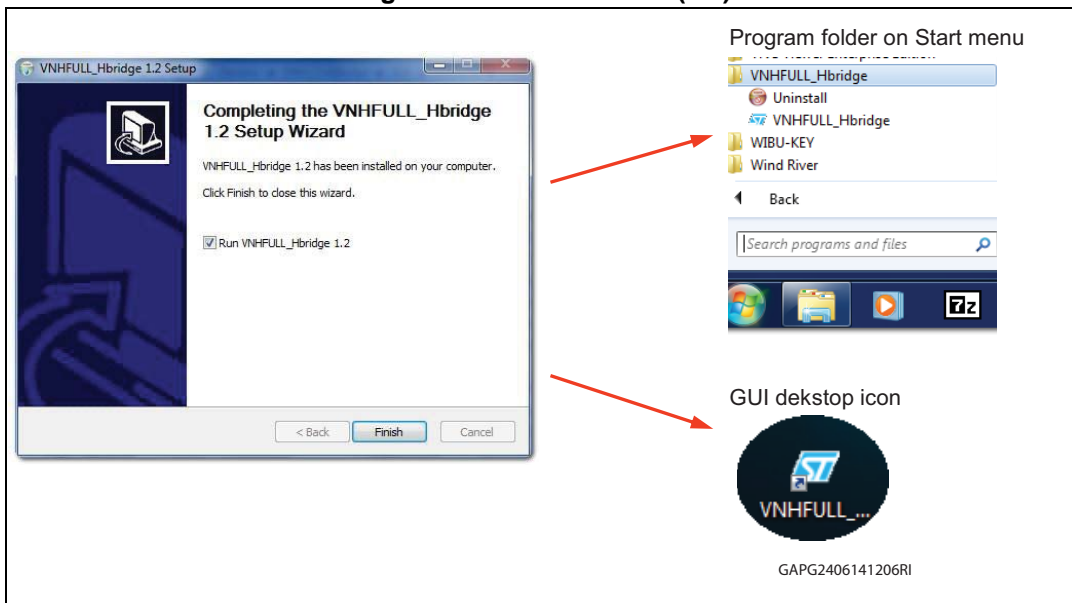 VNHFULL_Hbridge 1.2 Setup
Completing the VNHFULL_Hbridge
1.2 Setup Wizard
VNHFULL_Hbridge 1.2 has been installed on your computer.
Click Finish to close this wizard.
Run VNHFULL_Hbridge 1.2
< Back
Finish
Cancel
Program folder on Start menu
VNHFULL_Hbridge
Uninstall
VNHFULL_Hbridge
WIBU-KEY
Wind River
Back
Search programs and files
7z
GUI dekstop icon
ST
VNHFULL_...
GAPG2406141206RI